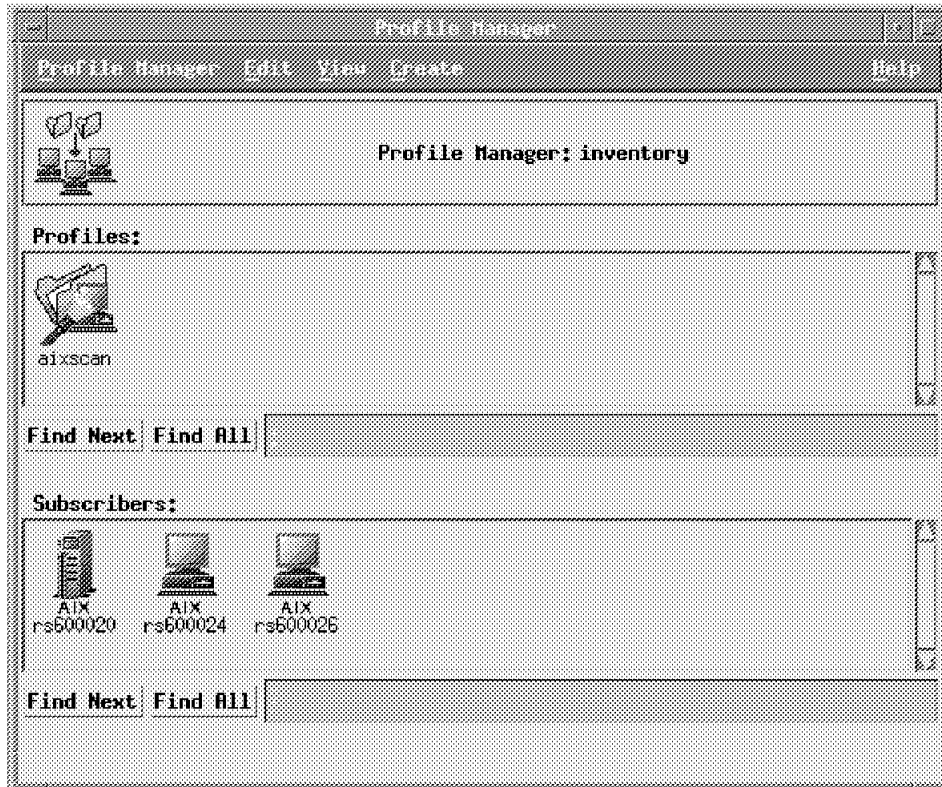 Profile Manager
Profile Manager Edit View Create Help
Profile Manager: inventory
Profiles:
aixscan
Find Next Find All
Subscribers:
AIX AIX AIX
rs600020 rs600024 rs600026
Find Next Find All